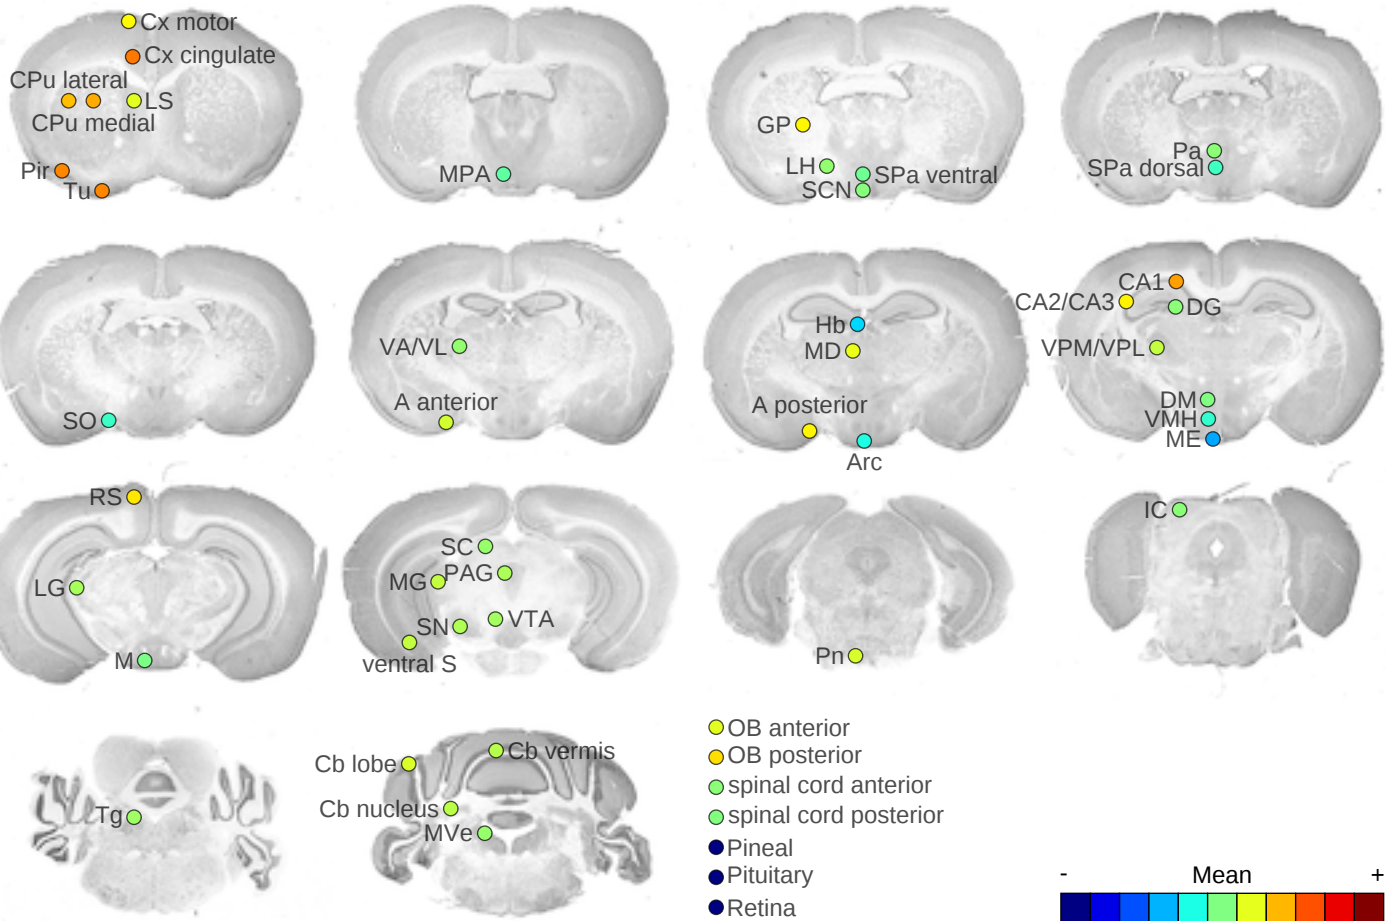 Cx motor
Cx cingulate
CPu lateral
LS
CPu medial
Pir
Tu
MPA
GP
LH
SPa ventral
SCN
Pa
SPa dorsal
SO
VA/VL
A anterior
Hb
MD
A posterior
Arc
CA1
CA2/CA3
DG
VPM/VPL
DM
VMH
ME
RS
LG
M
SC
MG
PAG
SN
VTA
ventral S
Pn
IC
Tg
Cb lobe
Cb vermis
Cb nucleus
MVe
OB anterior
OB posterior
spinal cord anterior
spinal cord posterior
Pineal
Pituitary
Retina
- Mean +